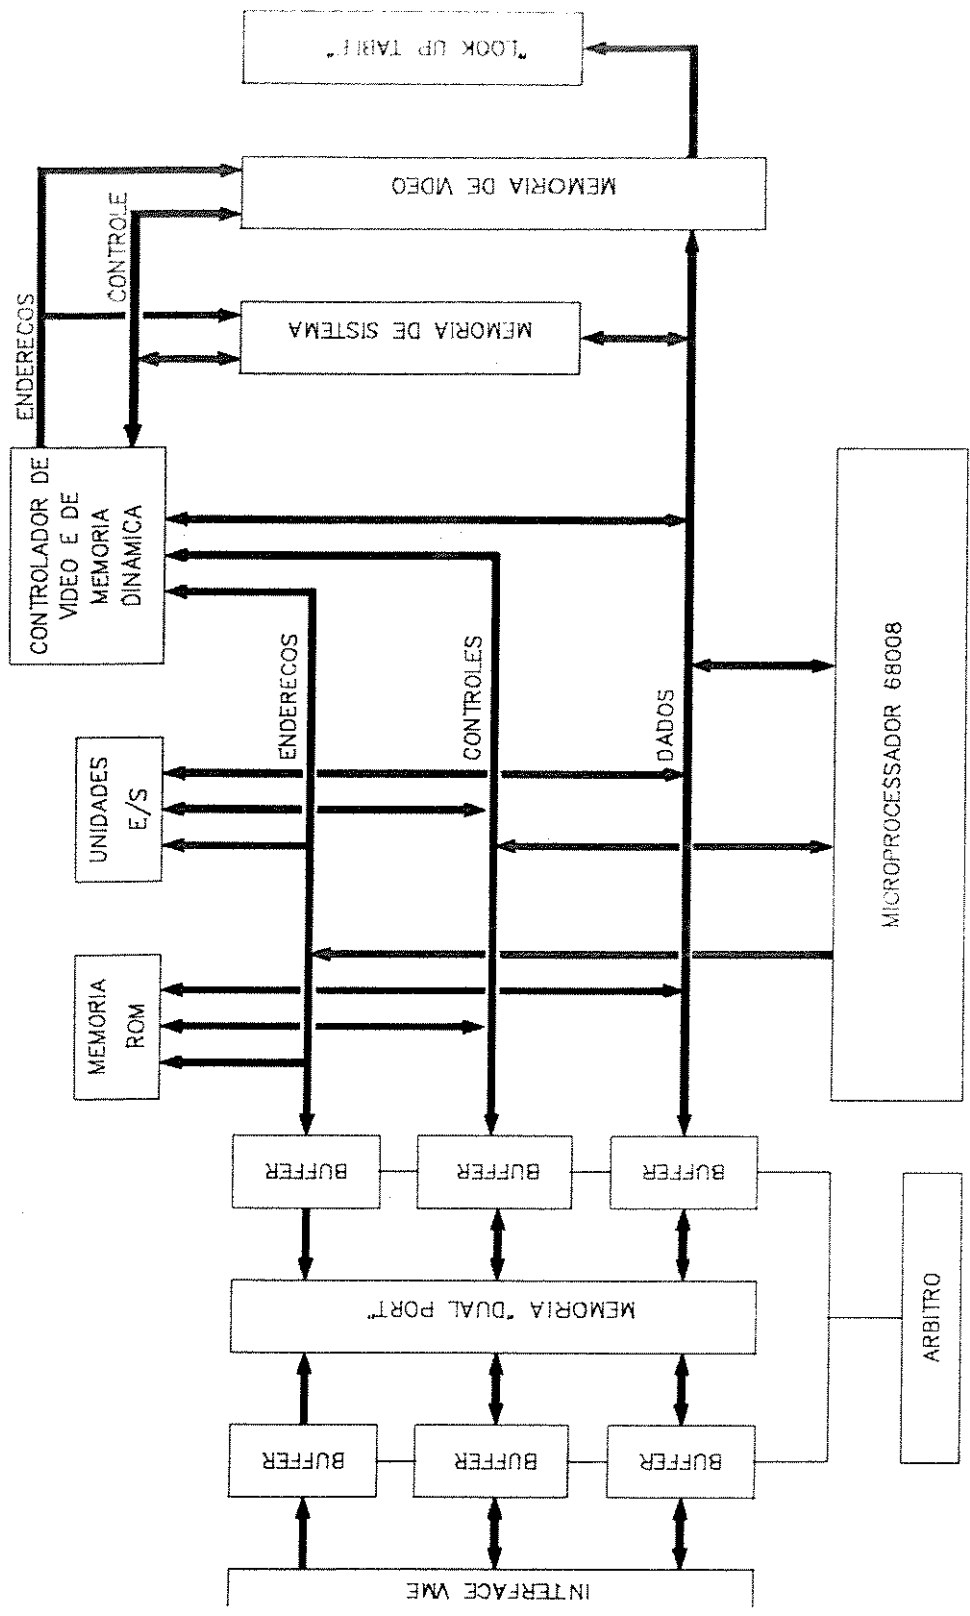 "LOOK UP TABLE"
MEMORIA DE VIDEO
ENDERECOS
CONTROLE
MEMORIA DE SISTEMA
CONTROLADOR DE
VIDEO E DE
MEMORIA
DINÂMICA
UNIDADES
E/S
ENDERECOS
CONTROLES
DADOS
MICROPROCESSADOR 68008
MEMORIA
ROM
BUFFER
BUFFER
BUFFER
MEMORIA "DUAL PORT"
ARBITRO
BUFFER
BUFFER
BUFFER
INTERFACE VME